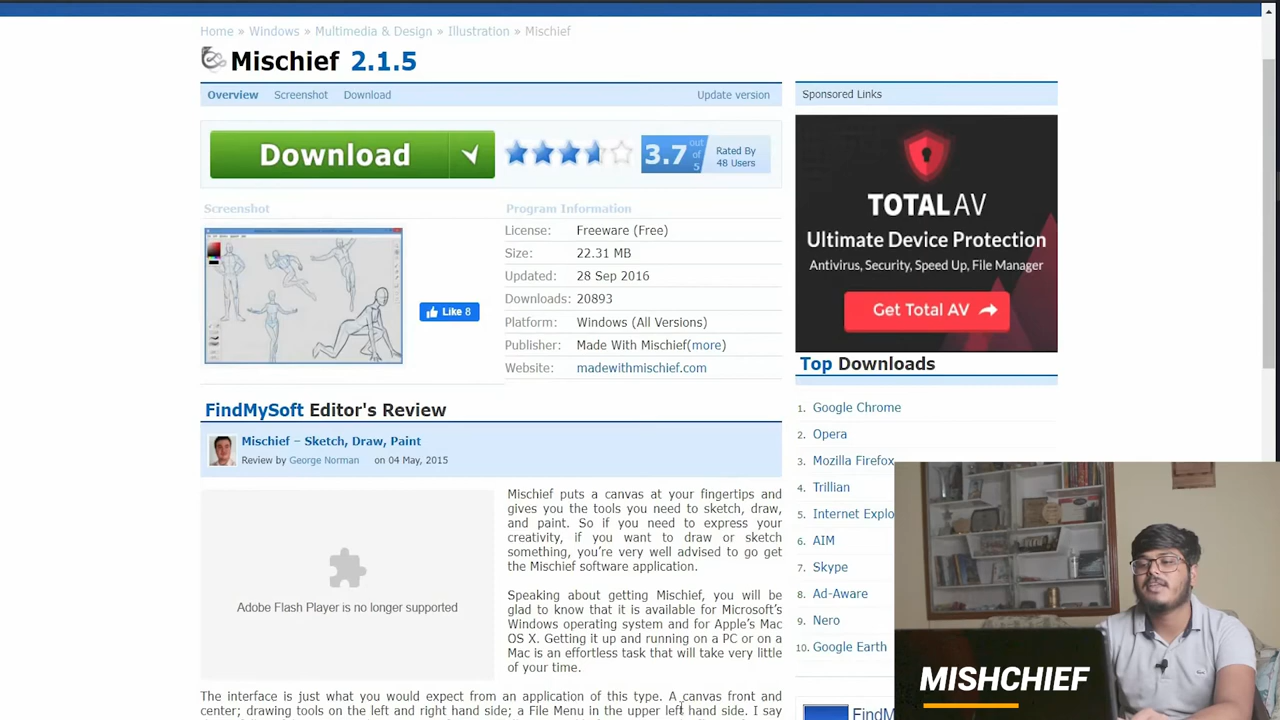 Home » Windows » Multimedia & Design » Illustration » Mischief
Mischief 2.1.5
Overview Screenshot Download Update version
Download
3.7 out of 5
Rated By
48 Users
Screenshot
Like 8
Program Information
License: Freeware (Free)
Size: 22.31 MB
Updated: 28 Sep 2016
Downloads: 20893
Platform: Windows (All Versions)
Publisher: Made With Mischief(more)
Website: madewithmischief.com
FindMySoft Editor's Review
Mischief – Sketch, Draw, Paint
Review by George Norman on 04 May, 2015
Adobe Flash Player is no longer supported
Mischief puts a canvas at your fingertips and
gives you the tools you need to sketch, draw,
and paint. So if you need to express your
creativity, if you want to draw or sketch
something, you're very well advised to go get
the Mischief software application.
Speaking about getting Mischief, you will be
glad to know that it is available for Microsoft's
Windows operating system and for Apple's Mac
OS X. Getting it up and running on a PC or on a
Mac is an effortless task that will take very little
of your time.
The interface is just what you would expect from an application of this type. A canvas front and
center; drawing tools on the left and right hand side; a File Menu in the upper left hand side. I say
Sponsored Links
TOTAL AV
Ultimate Device Protection
Antivirus, Security, Speed Up, File Manager
Get Total AV
Top Downloads
1. Google Chrome
2. Opera
3. Mozilla Firefox
4. Trillian
5. Internet Explo
6. AIM
7. Skype
8. Ad-Aware
9. Nero
10. Google Earth
FindMy
MISHCHIEF